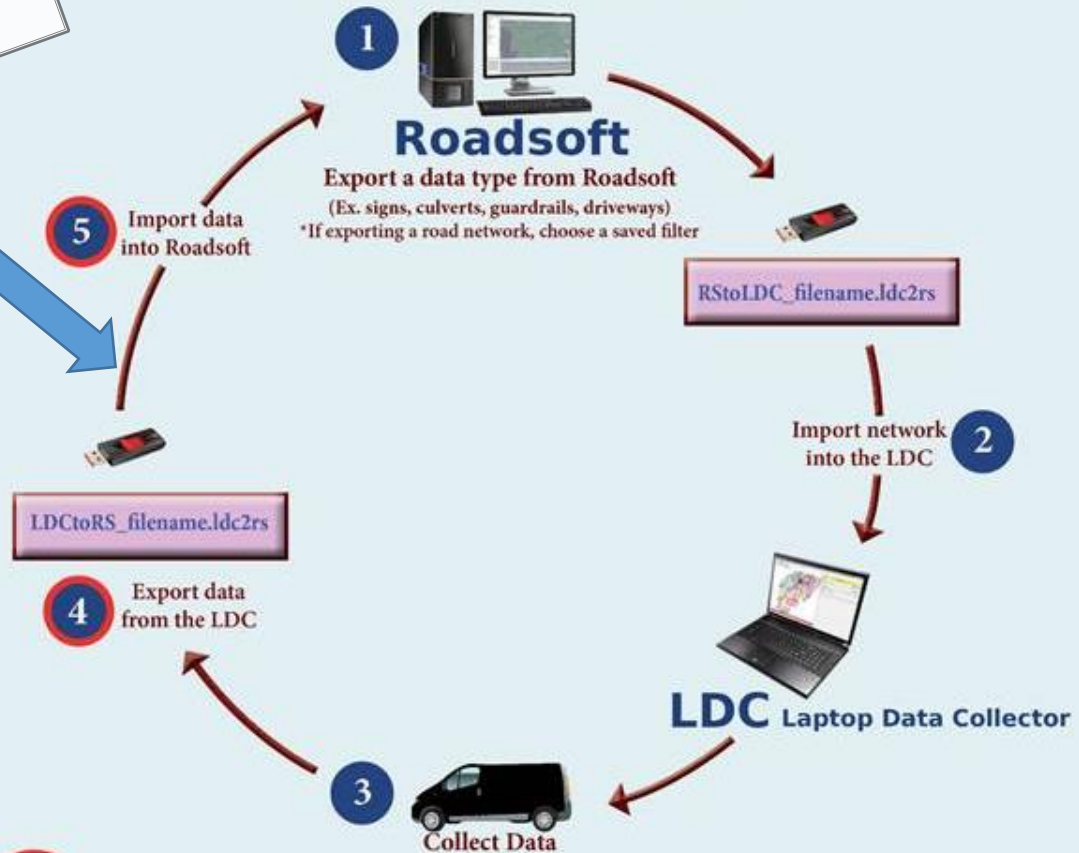 1
Roadsoft
Export a data type from Roadsoft
(Ex. signs, culverts, guardrails, driveways)
*If exporting a road network, choose a saved filter
RStoLDC_filename.ldc2rs
Import network
into the LDC
2
LDC Laptop Data Collector
3
Collect Data
4
Export data
from the LDC
LDCtoRS_filename.ldc2rs
5
Import data
into Roadsoft